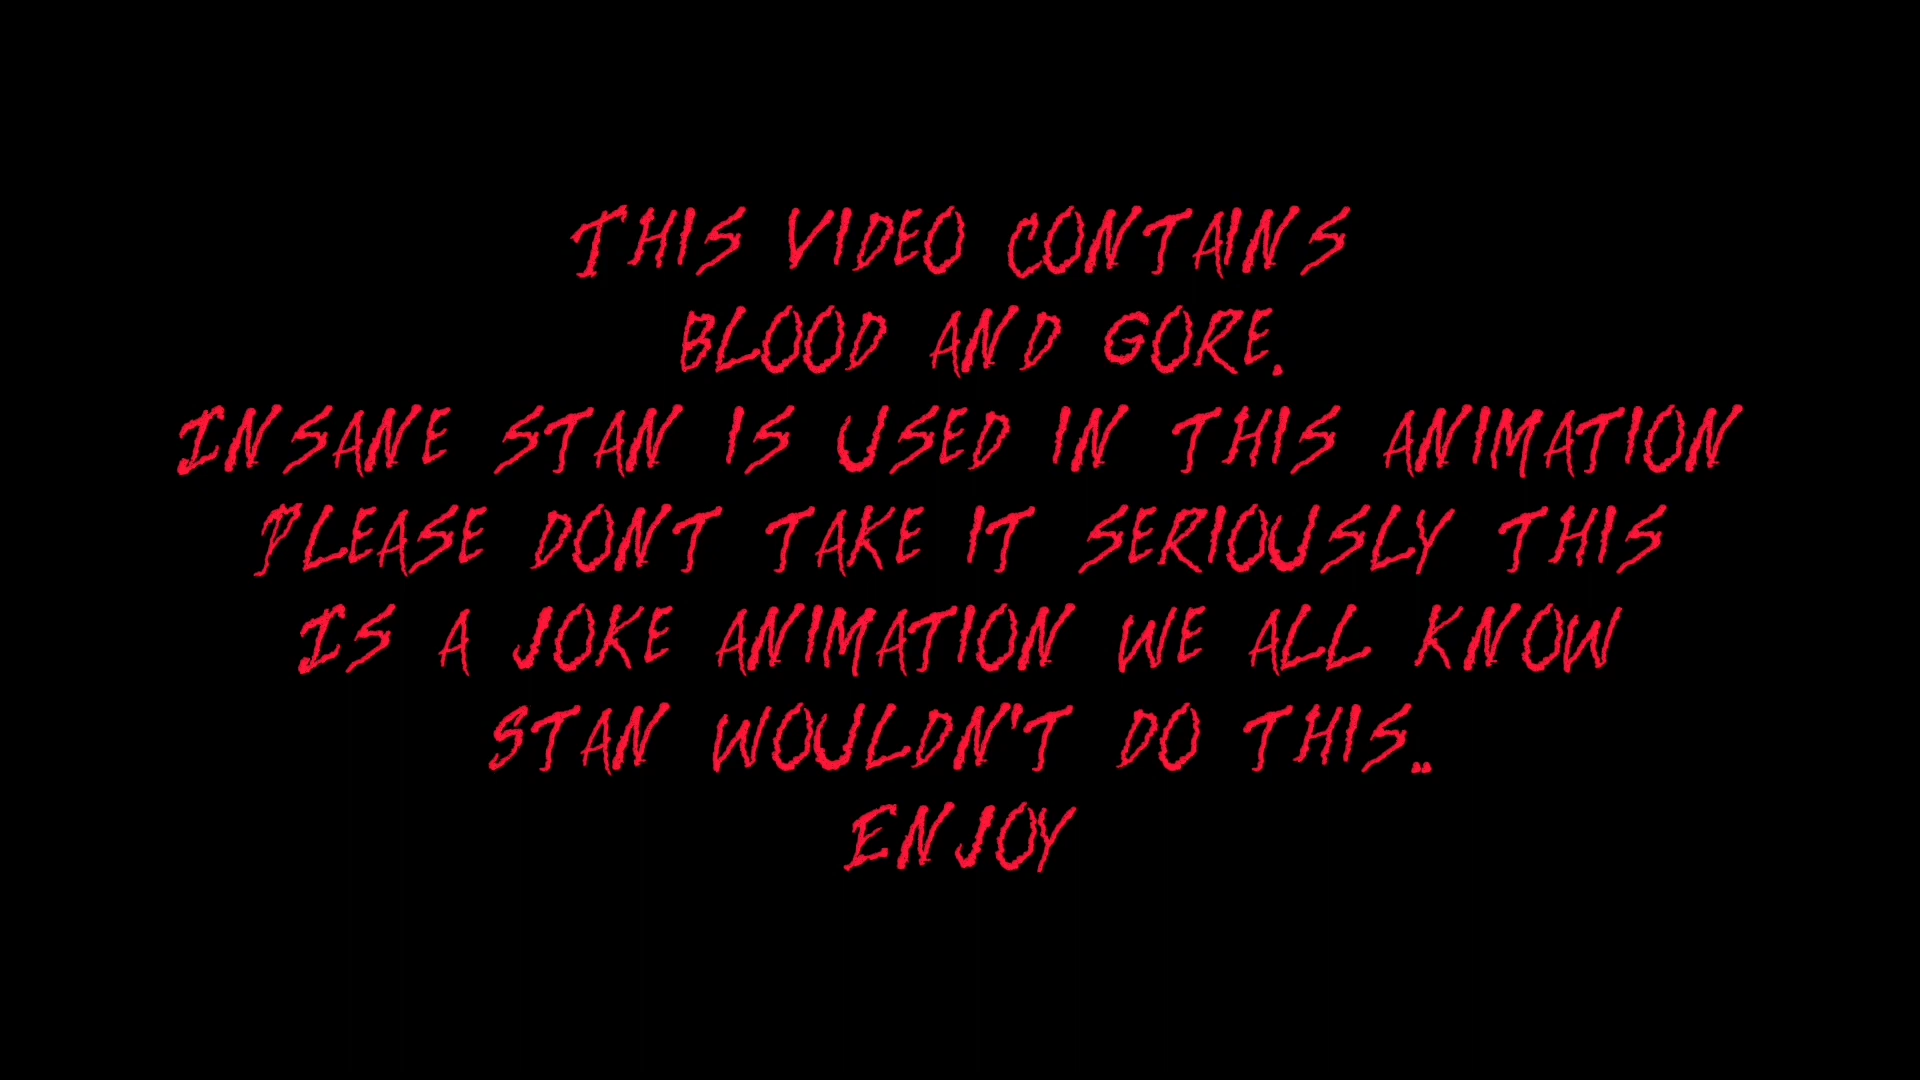 THIS VIDEO CONTAINS
BLOOD AND GORE.
INSANE STAN IS USED IN THIS ANIMATION
PLEASE DONT TAKE IT SERIOUSLY THIS
IS A JOKE ANIMATION WE ALL KNOW
STAN WOULDN'T DO THIS..
ENJOY